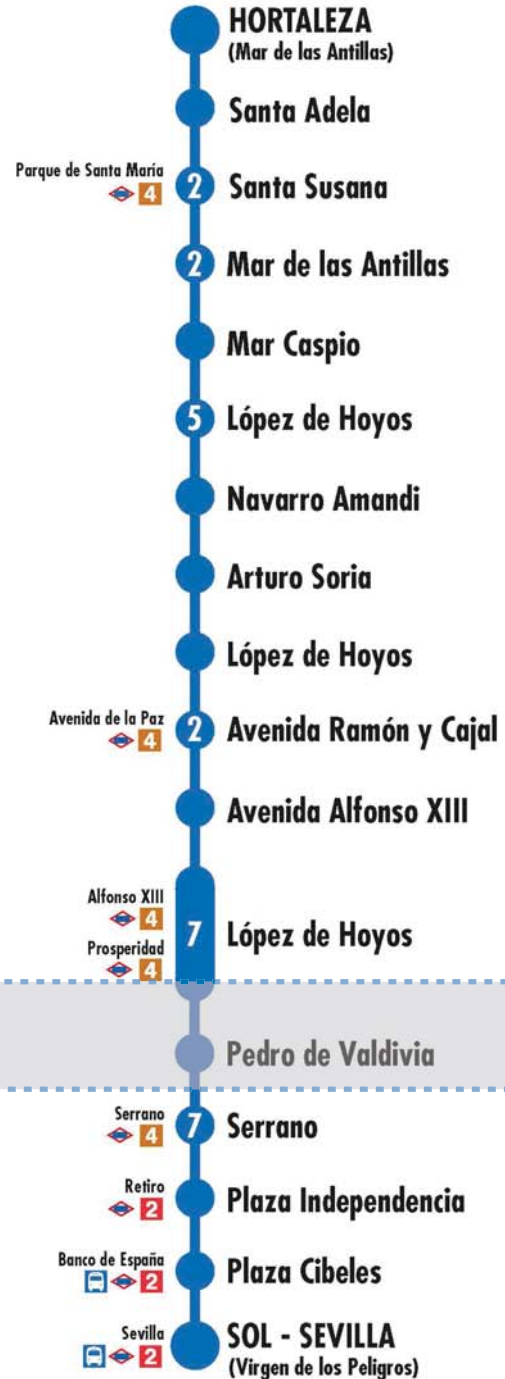 HORTALEZA
(Mar de las Antillas)
Santa Adela
Parque de Santa María
4
2
Santa Susana
2
Mar de las Antillas
Mar Caspio
5
López de Hoyos
Navarro Amandi
Arturo Soria
López de Hoyos
Avenida de la Paz
4
2
Avenida Ramón y Cajal
Avenida Alfonso XIII
Alfonso XIII
4
Prosperidad
4
7
López de Hoyos
Pedro de Valdivia
Serrano
4
7
Serrano
Retiro
2
Plaza Independencia
Banco de España
2
Plaza Cibeles
Sevilla
2
SOL - SEVILLA
(Virgen de los Peligros)